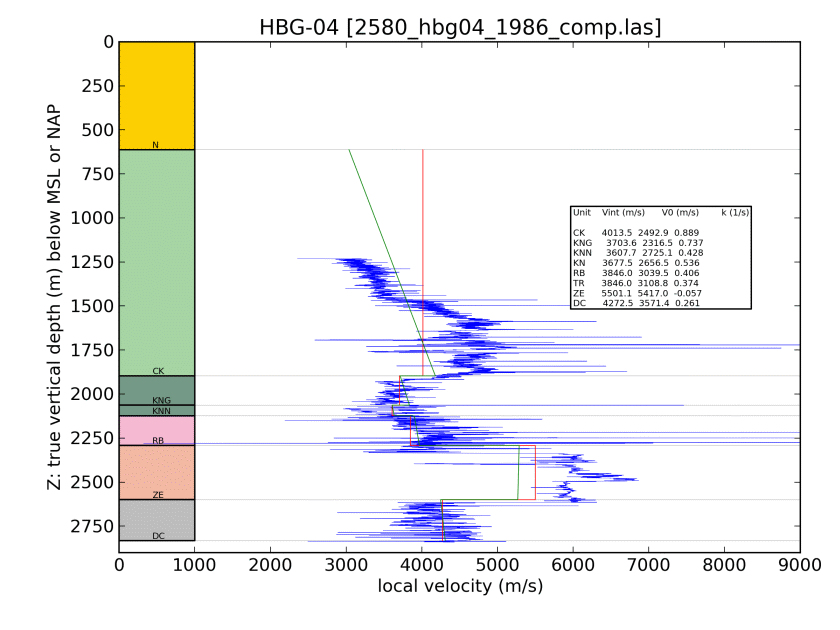 HBG-04 [2580_hbg04_1986_comp.las]
Z: true vertical depth (m) below MSL or NAP
0
250
500
750
1000
1250
1500
1750
2000
2250
2500
2750
N
CK
KNG
KNN
RB
ZE
DC
Unit Vint (m/s) V0 (m/s) k (1/s)
CK 4013.5 2492.9 0.889
KNG 3703.6 2316.5 0.737
KNN 3607.7 2725.1 0.428
KN 3677.5 2656.5 0.536
RB 3846.0 3039.5 0.406
TR 3846.0 3108.8 0.374
ZE 5501.1 5417.0 -0.057
DC 4272.5 3571.4 0.261
0 1000 2000 3000 4000 5000 6000 7000 8000 9000
local velocity (m/s)